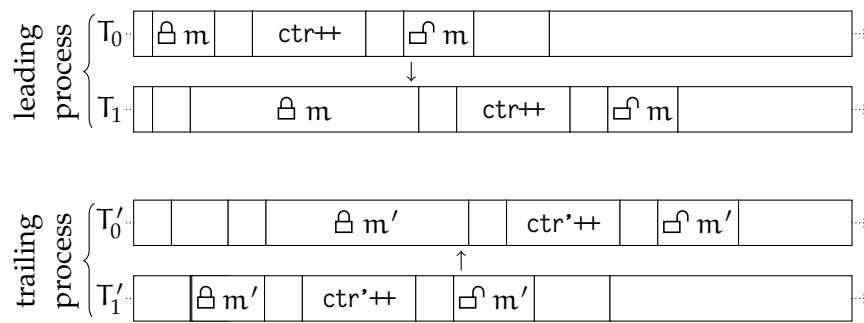 leading process
T₀ 🔒 m ctr++ 🔓 m
↓
T₁ 🔒 m ctr++ 🔓 m
trailing process
T₀′ 🔒 m′ ctr'++ 🔓 m′
↑
T₁′ 🔒 m′ ctr'++ 🔓 m′